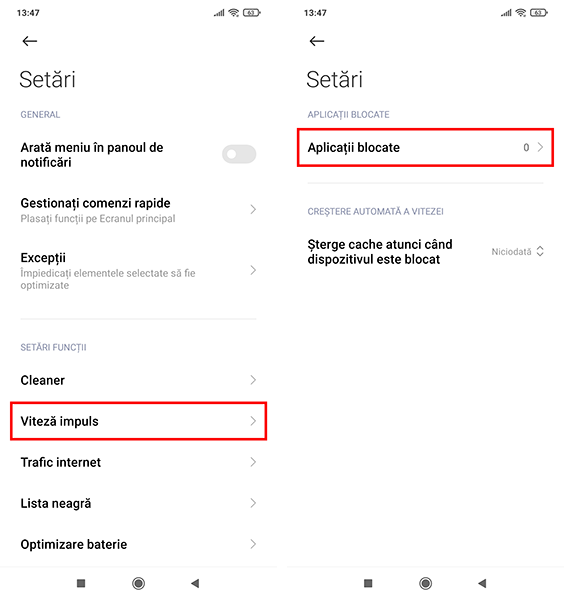 13:47
63
Setări
GENERAL
Arată meniu în panoul de
notificări
Gestionați comenzi rapide
Plasați funcții pe Ecranul principal
Excepții
Împiedicați elementele selectate să fie
optimizate
SETĂRI FUNCȚII
Cleaner
Viteză impuls
Trafic internet
Lista neagră
Optimizare baterie
13:47
63
Setări
APLICAȚII BLOCATE
Aplicații blocate
0
CREȘTERE AUTOMATĂ A VITEZEI
Șterge cache atunci când
dispozitivul este blocat
Niciodată